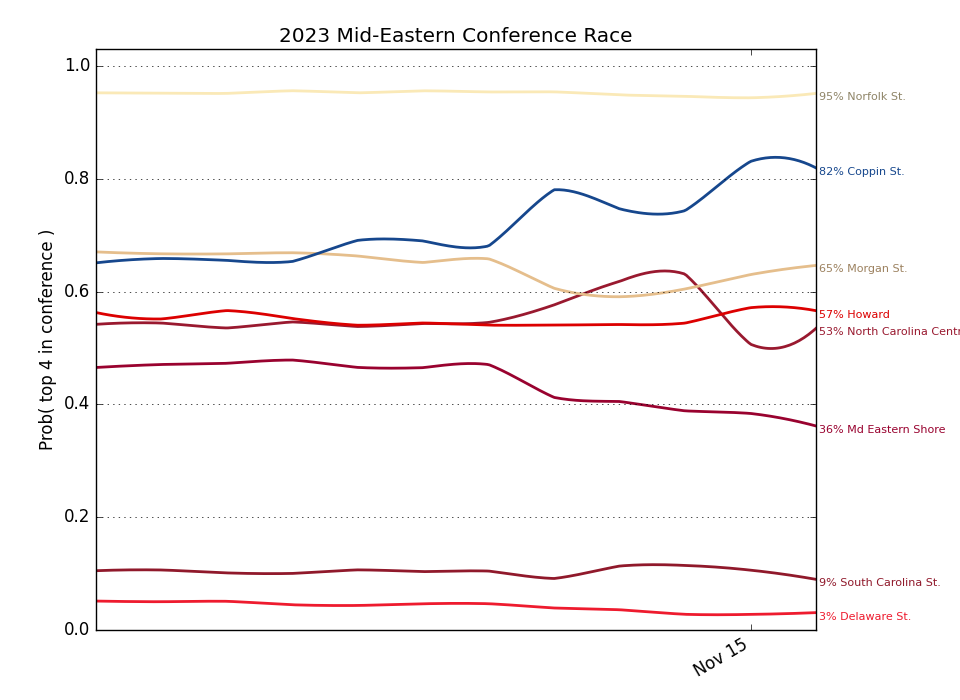 2023 Mid-Eastern Conference Race
Prob( top 4 in conference )
1.0
0.8
0.6
0.4
0.2
0.0
Nov 15
95% Norfolk St.
82% Coppin St.
65% Morgan St.
57% Howard
53% North Carolina Centr
36% Md Eastern Shore
9% South Carolina St.
3% Delaware St.